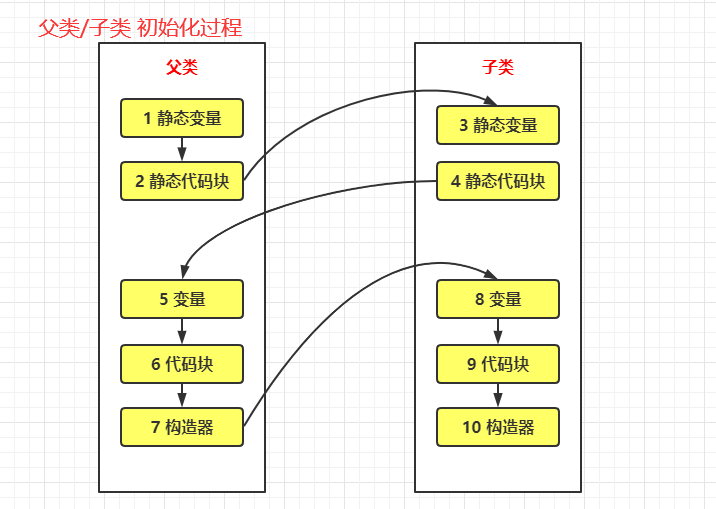 父类/子类 初始化过程
父类
1 静态变量
2 静态代码块
5 变量
6 代码块
7 构造器
子类
3 静态变量
4 静态代码块
8 变量
9 代码块
10 构造器